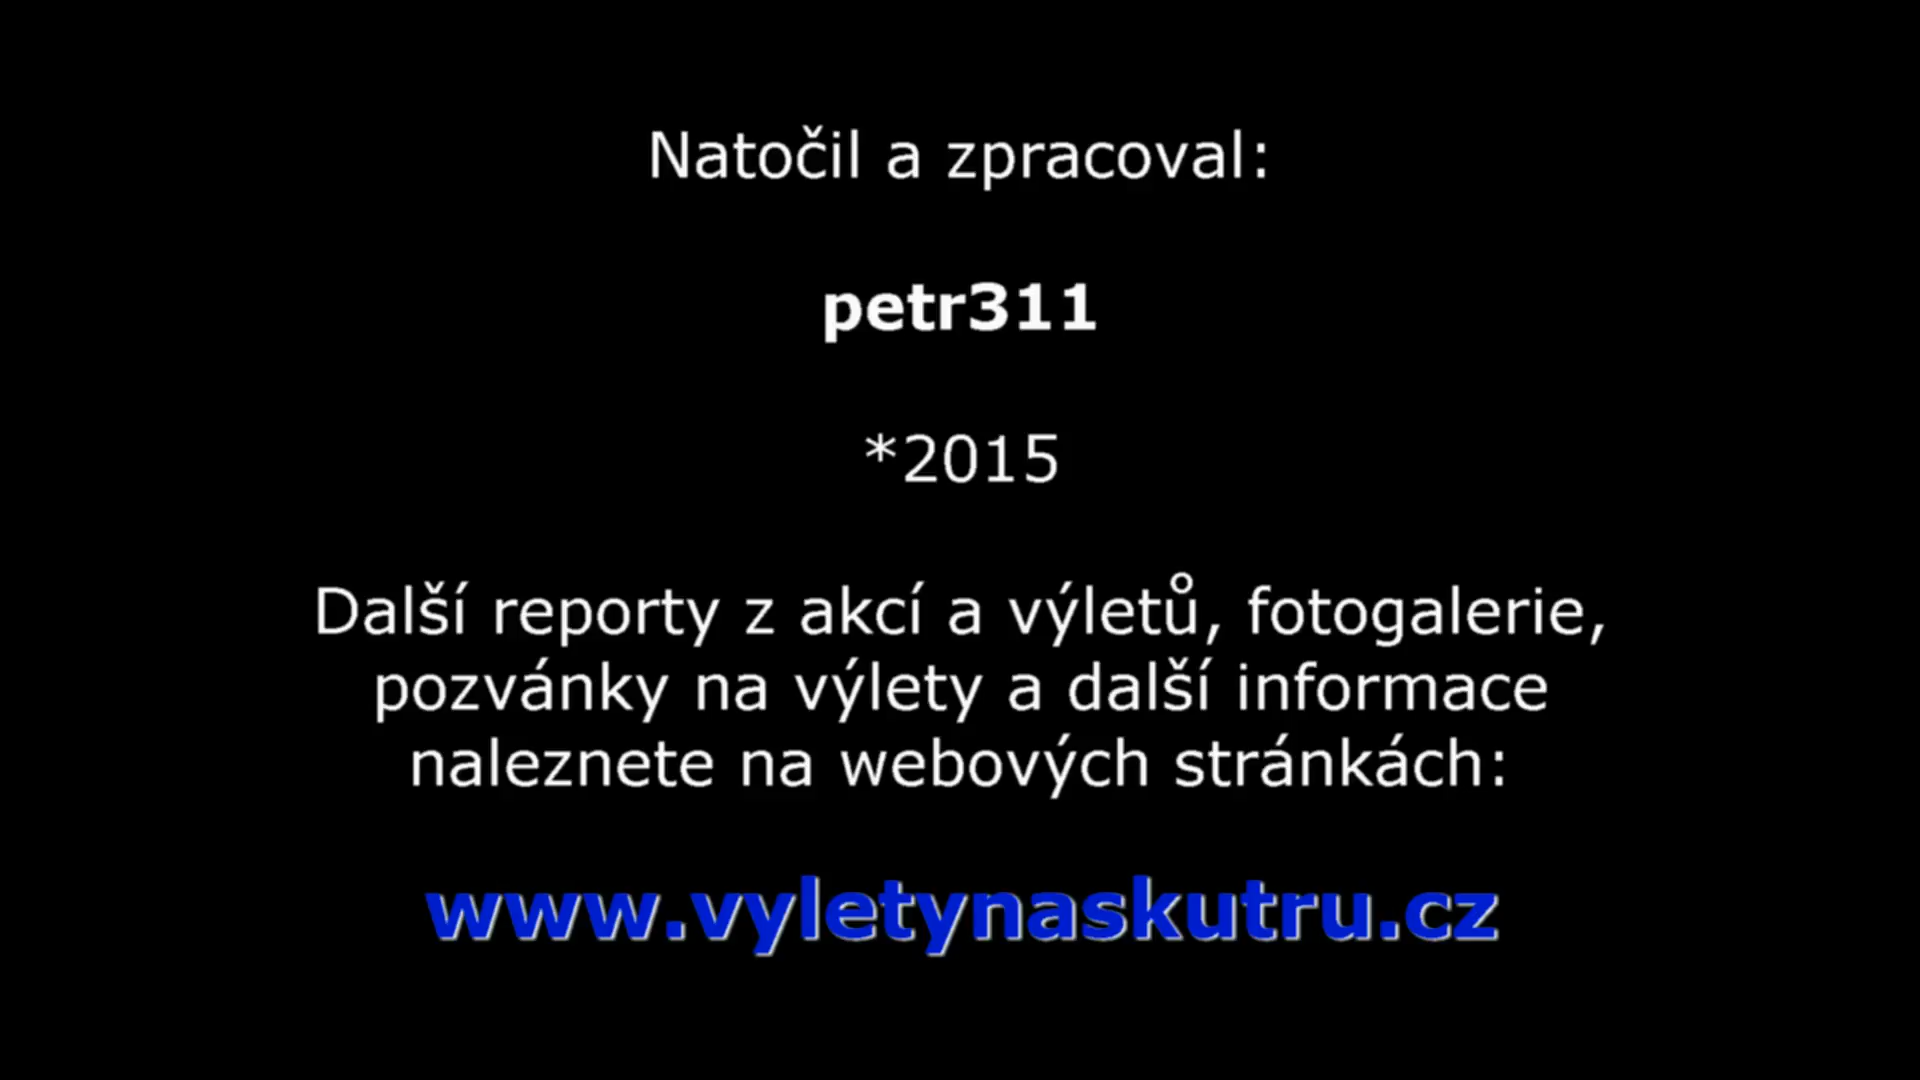 Natočil a zpracoval:
petr311
*2015
Další reporty z akcí a výletů, fotogalerie,
pozvánky na výlety a další informace
naleznete na webových stránkách:
www.vyletynaskutru.cz